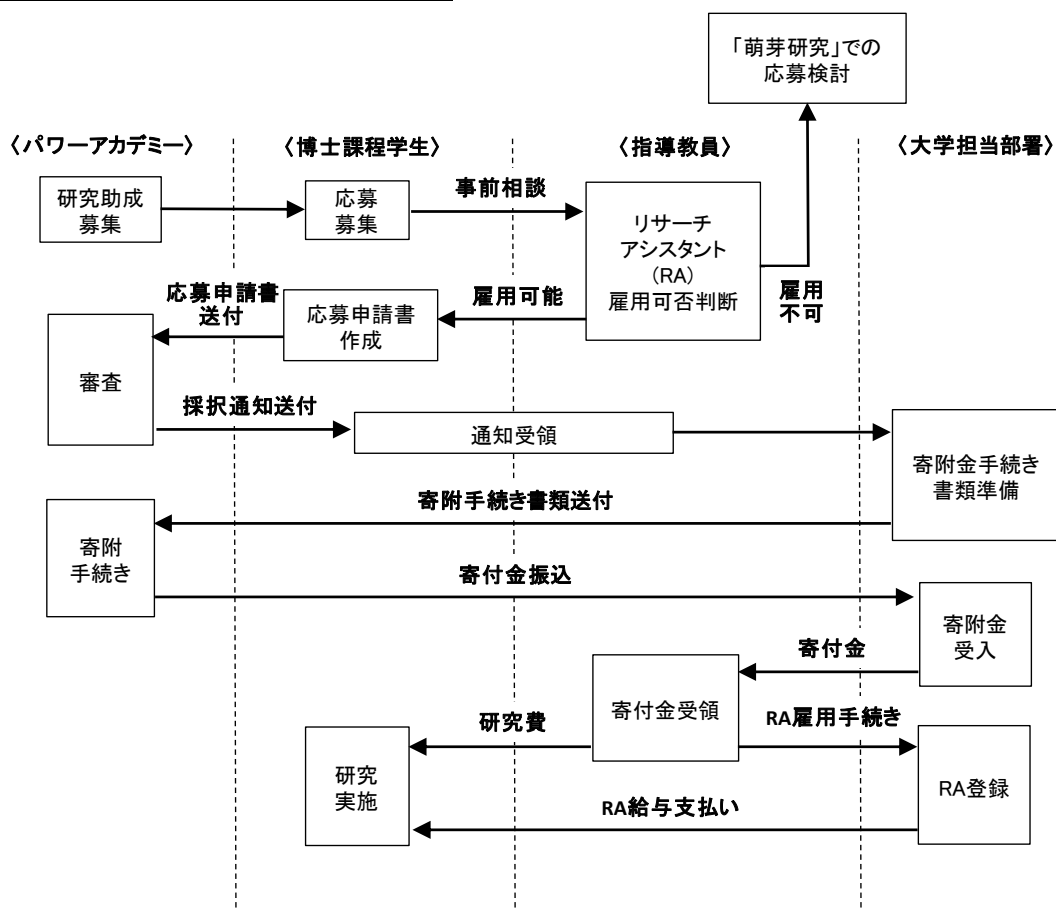 「萌芽研究」での
応募検討
〈パワーアカデミー〉
〈博士課程学生〉
〈指導教員〉
〈大学担当部署〉
研究助成
募集
応募
募集
事前相談
リサーチ
アシスタント
(RA)
雇用可否判断
雇用
不可
雇用可能
応募申請書
作成
応募申請書
送付
審査
採択通知送付
通知受領
寄附金手続き
書類準備
寄附手続き書類送付
寄附
手続き
寄付金振込
寄附金
受入
寄付金
寄付金受領
研究費
RA雇用手続き
研究
実施
RA登録
RA給与支払い